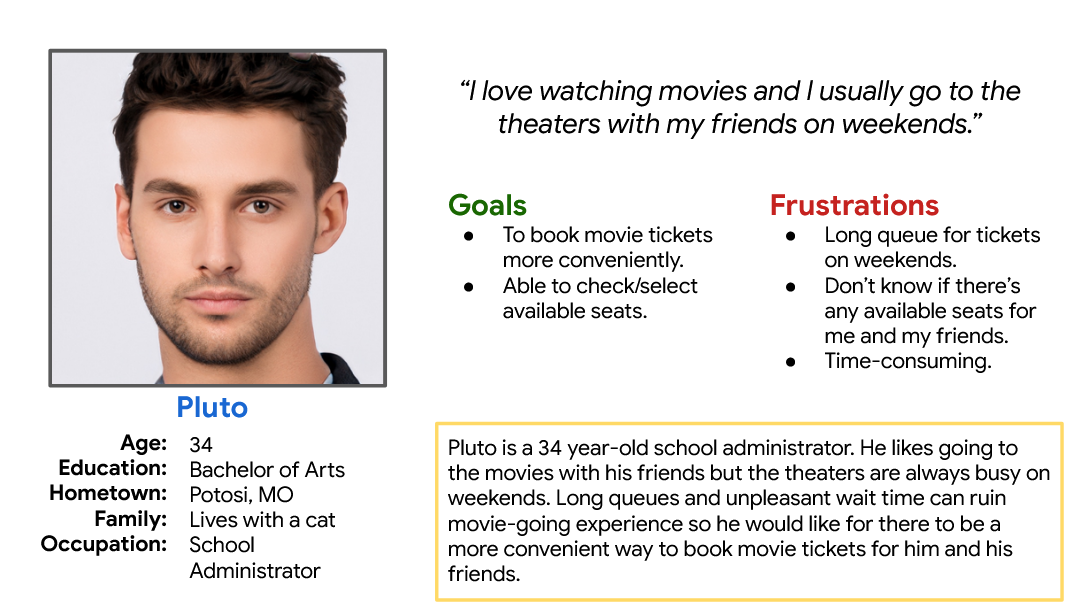 “I love watching movies and I usually go to the
theaters with my friends on weekends.”
Goals
● To book movie tickets
more conveniently.
● Able to check/select
available seats.
Frustrations
● Long queue for tickets
on weekends.
● Don’t know if there’s
any available seats for
me and my friends.
● Time-consuming.
Pluto
Age: 34
Education: Bachelor of Arts
Hometown: Potosi, MO
Family: Lives with a cat
Occupation: School
Administrator
Pluto is a 34 year-old school administrator. He likes going to
the movies with his friends but the theaters are always busy on
weekends. Long queues and unpleasant wait time can ruin
movie-going experience so he would like for there to be a
more convenient way to book movie tickets for him and his
friends.